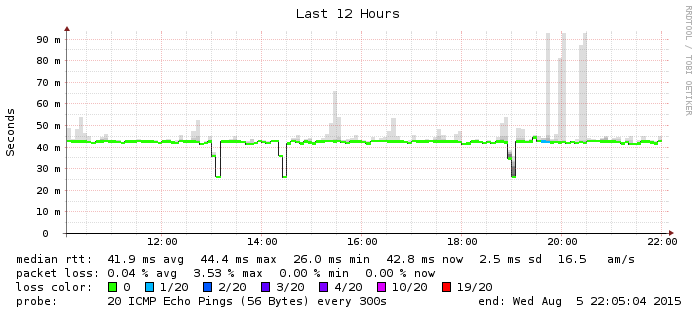 Last 12 Hours
RRDTOOL / TOBI OETIKER
Seconds
90 m
80 m
70 m
60 m
50 m
40 m
30 m
20 m
10 m
0
12:00 14:00 16:00 18:00 20:00 22:00
median rtt: 41.9 ms avg 44.4 ms max 26.0 ms min 42.8 ms now 2.5 ms sd 16.5 am/s
packet loss: 0.04 % avg 3.53 % max 0.00 % min 0.00 % now
loss color: 0 1/20 2/20 3/20 4/20 10/20 19/20
probe: 20 ICMP Echo Pings (56 Bytes) every 300s end: Wed Aug 5 22:05:04 2015